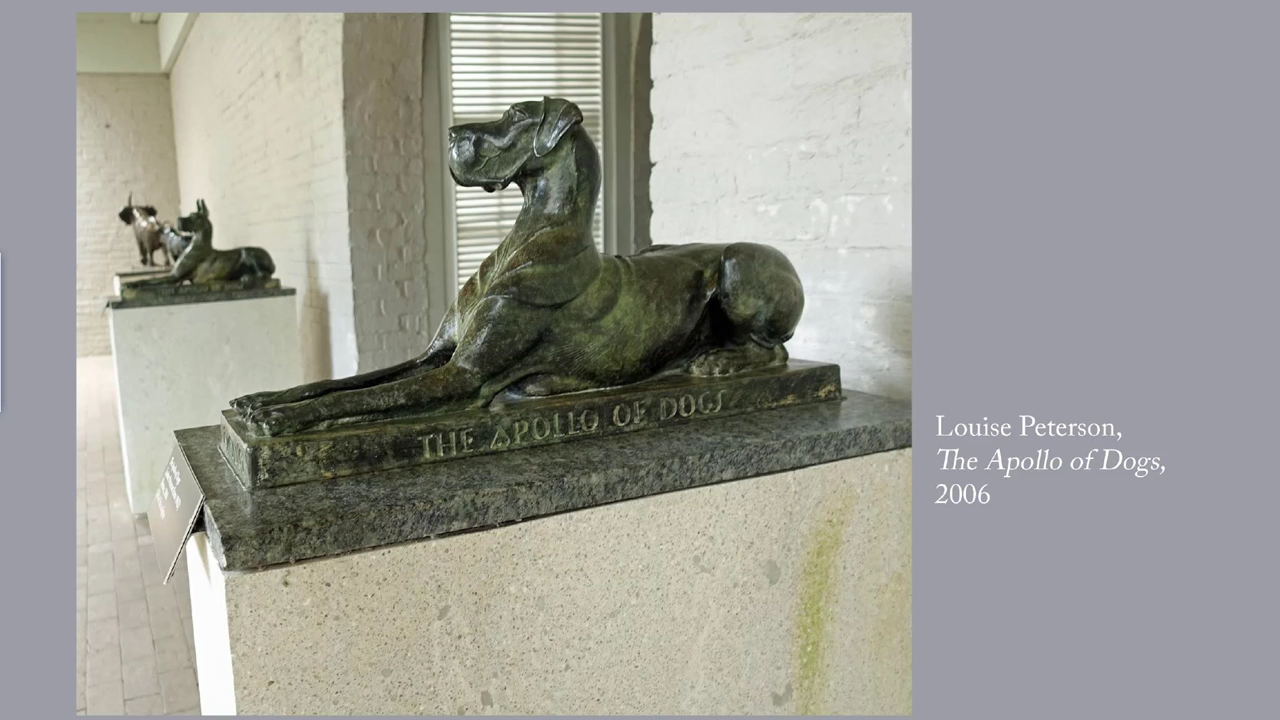 THE APOLLO OF DOGS
Louise Peterson,
The Apollo of Dogs,
2006